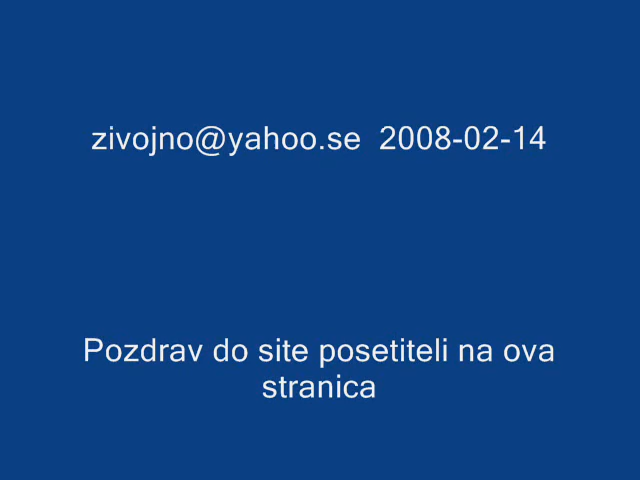 zivojno@yahoo.se 2008-02-14
Pozdrav do site posetiteli na ova
stranica